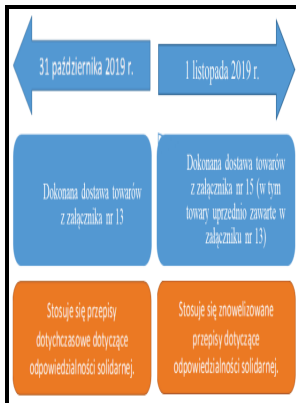 31 października 2019 r.
1 listopada 2019 r.
Dokonana dostawa towarów
z załącznika nr 13
Dokonana dostawa towarów
z załącznika nr 15 (w tym
towary uprzednio zawarte w
załączniku nr 13)
Stosuje się przepisy
dotychczasowe dotyczące
odpowiedzialności solidarnej.
Stosuje się znowelizowane
przepisy dotyczące
odpowiedzialności solidarnej.